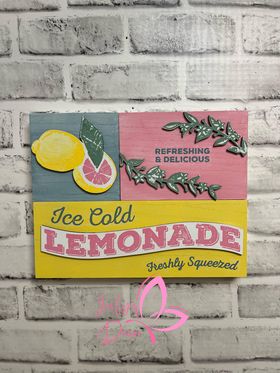 REFRESHING
& DELICIOUS
Ice Cold
LEMONADE
Freshly Squeezed